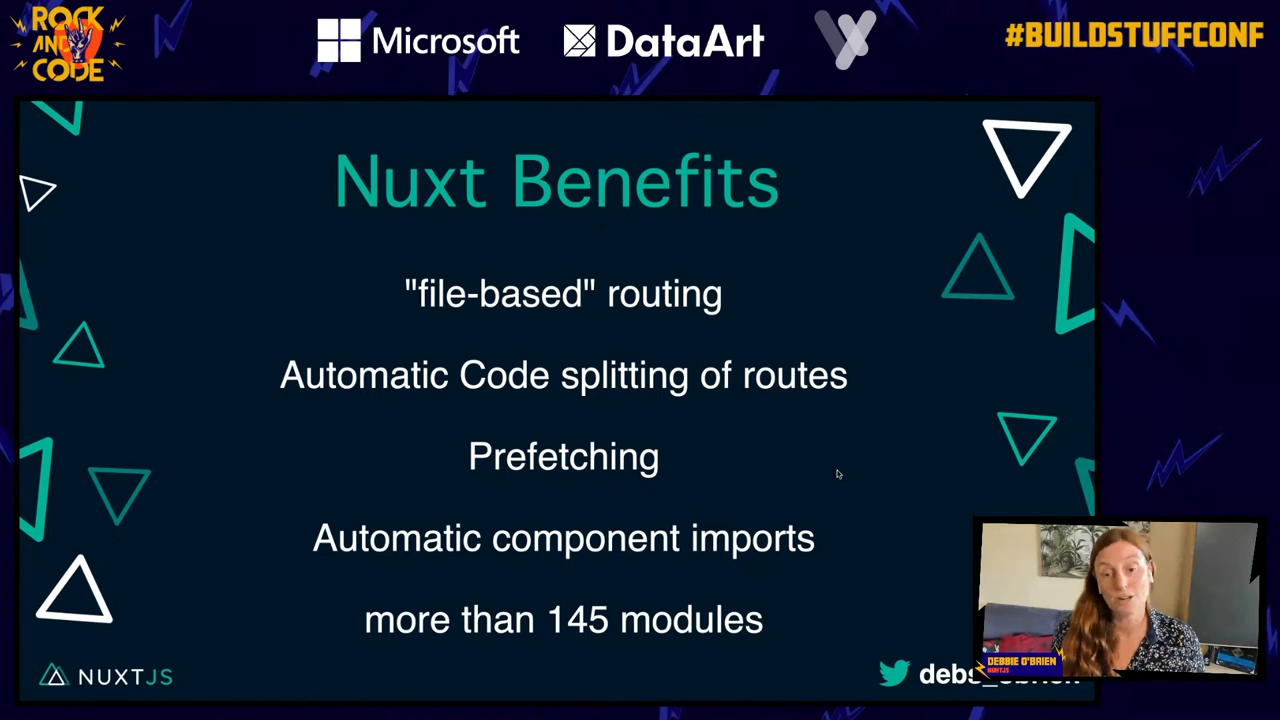 ROCK
AND
CODE
Microsoft
DataArt
#BUILDSTUFFCONF
Nuxt Benefits
"file-based" routing
Automatic Code splitting of routes
Prefetching
Automatic component imports
more than 145 modules
NUXTJS
DEBBIE O'BRIEN
NUXTJS